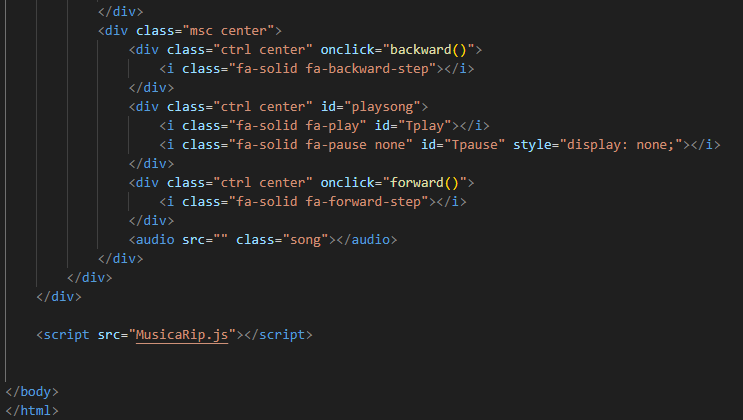 </div>
<div class="msc center">
<div class="ctrl center" onclick="backward()">
<i class="fa-solid fa-backward-step"></i>
</div>
<div class="ctrl center" id="playsong">
<i class="fa-solid fa-play" id="Tplay"></i>
<i class="fa-solid fa-pause none" id="Tpause" style="display: none;"></i>
</div>
<div class="ctrl center" onclick="forward()">
<i class="fa-solid fa-forward-step"></i>
</div>
<audio src="" class="song"></audio>
</div>
</div>
</div>
<script src="MusicaRip.js"></script>
</body>
</html>